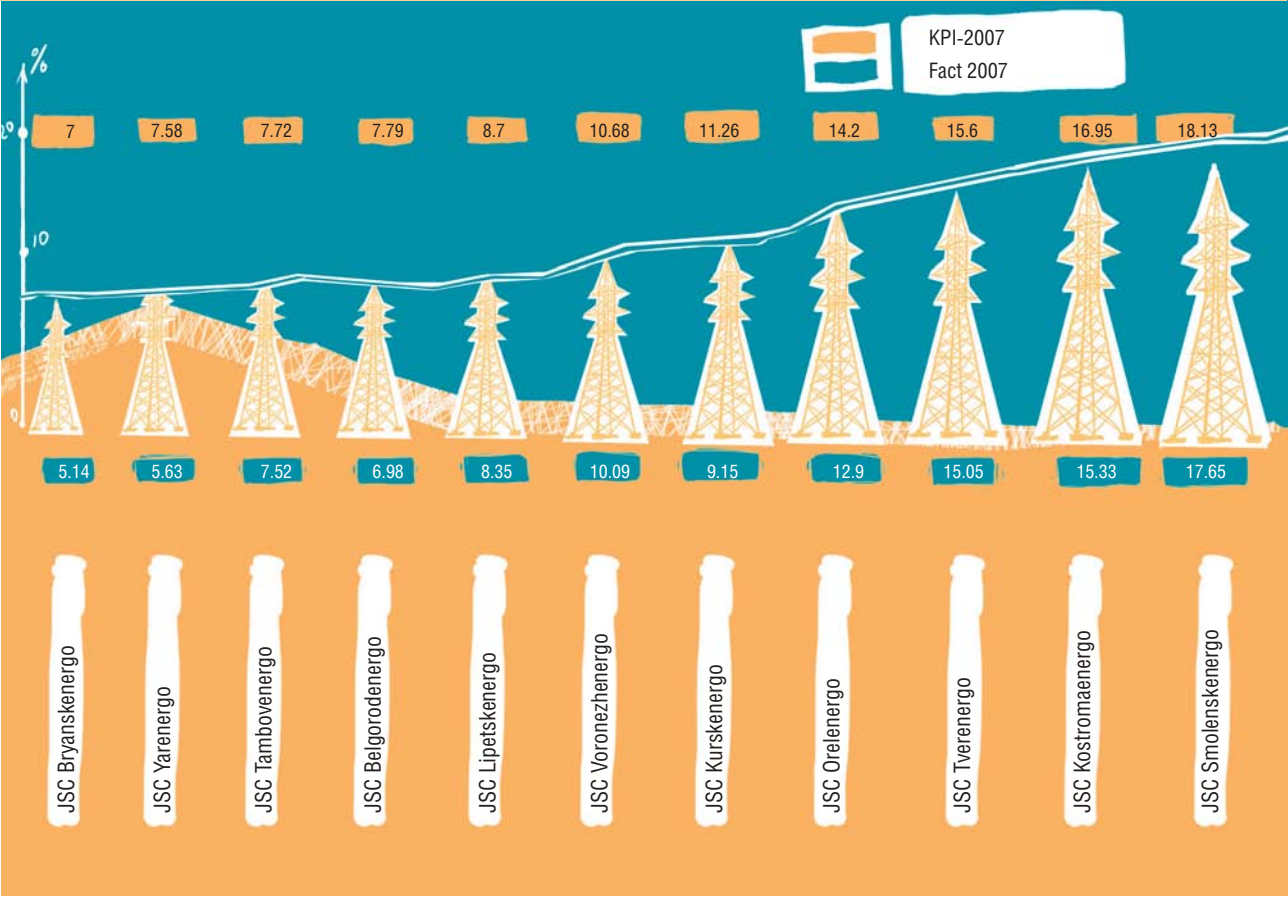 %
KPI-2007
Fact 2007
20
7 7.58 7.72 7.79 8.7 10.68 11.26 14.2 15.6 16.95 18.13
10
0
5.14 5.63 7.52 6.98 8.35 10.09 9.15 12.9 15.05 15.33 17.65
JSC Bryanskenergo
JSC Yarenergo
JSC Tambovenergo
JSC Belgorodenergo
JSC Lipetskenergo
JSC Voronezhenergo
JSC Kurskenergo
JSC Orelenergo
JSC Tverenergo
JSC Kostromaenergo
JSC Smolenskenergo